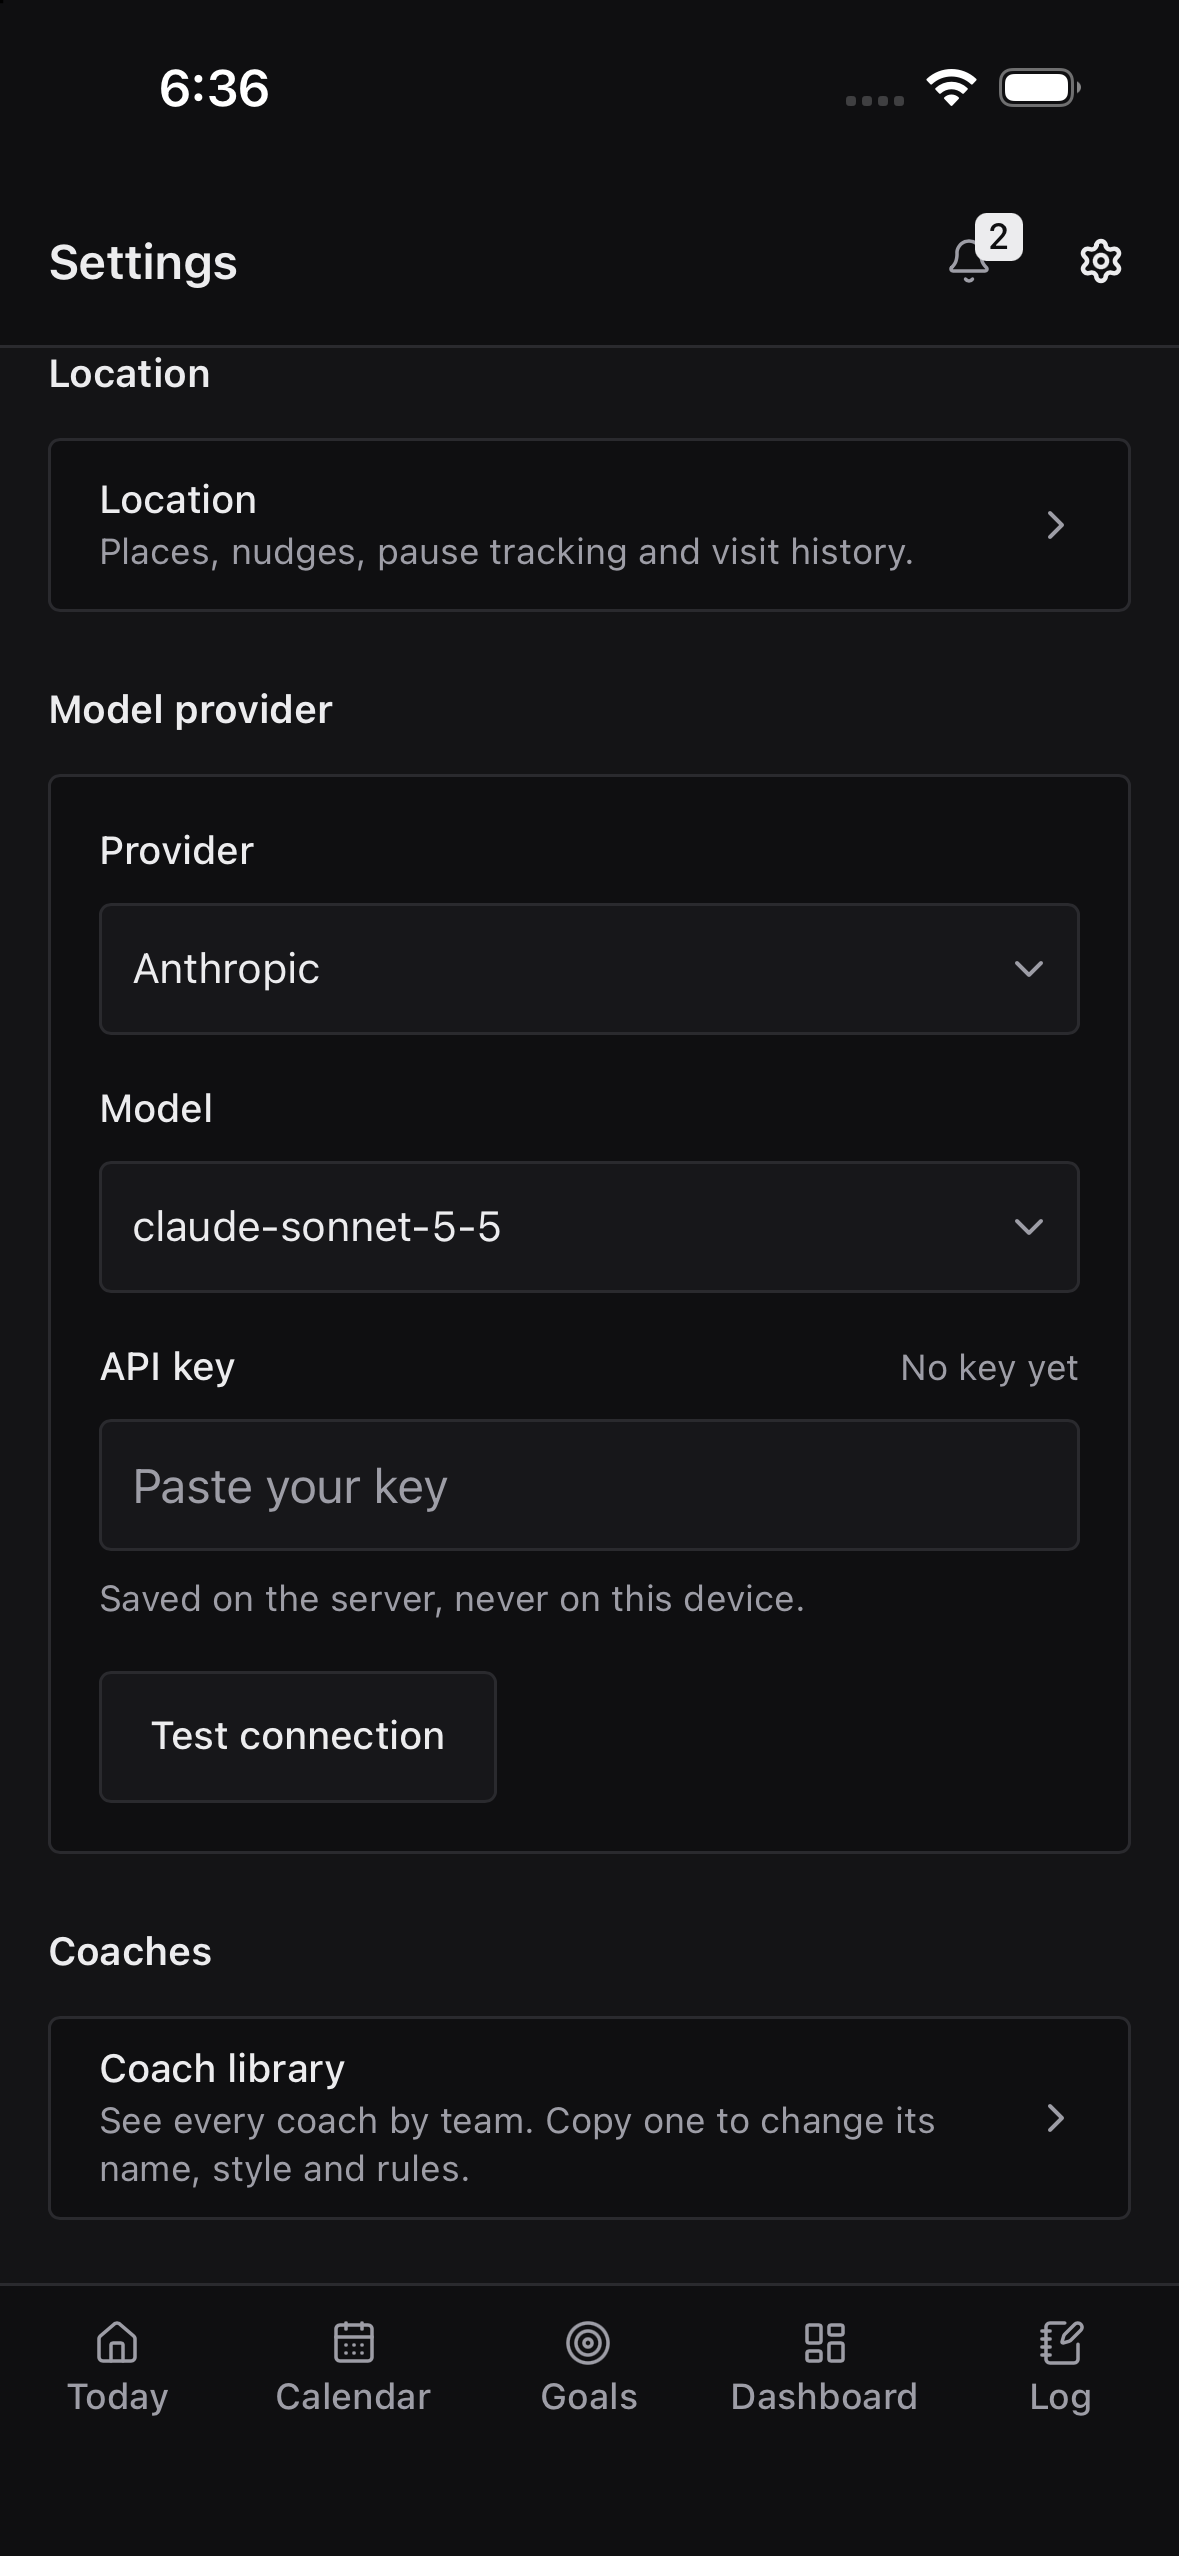 6:36
Settings
2
Location
Location
Places, nudges, pause tracking and visit history.
Model provider
Provider
Anthropic
Model
claude-sonnet-5-5
API key
No key yet
Paste your key
Saved on the server, never on this device.
Test connection
Coaches
Coach library
See every coach by team. Copy one to change its
name, style and rules.
Today
Calendar
Goals
Dashboard
Log